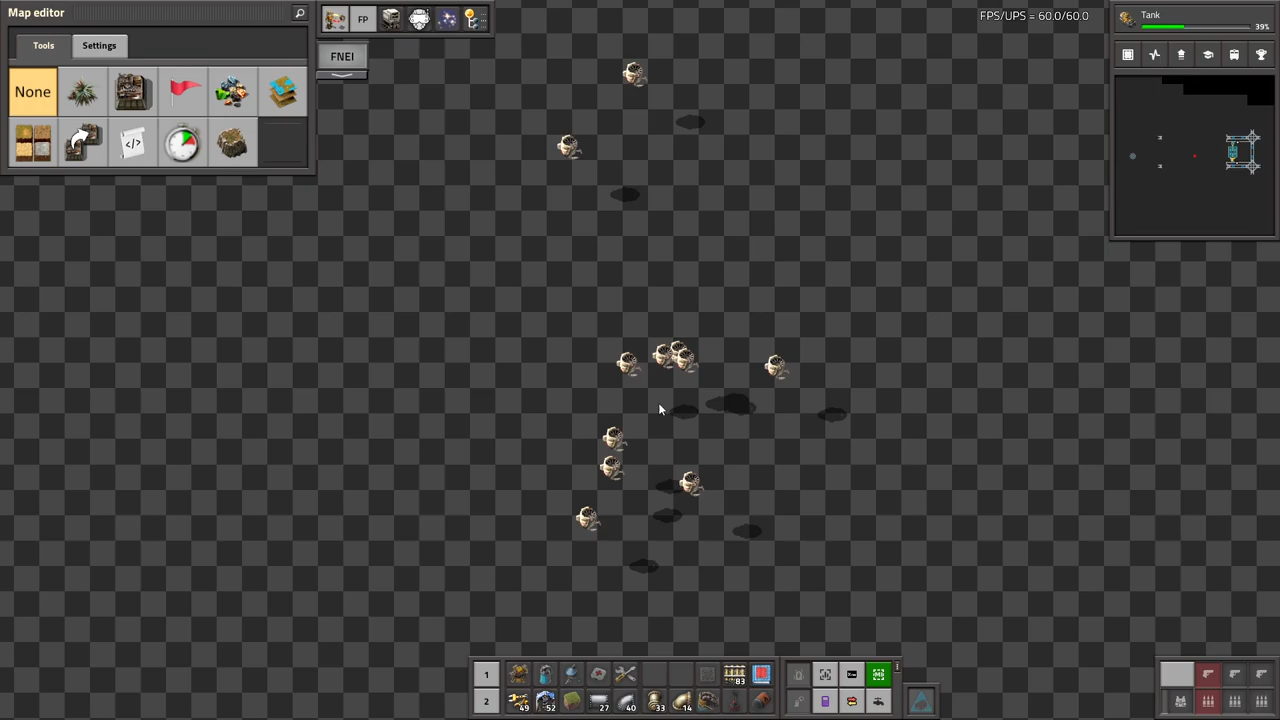 Map editor
Tools
Settings
None
FP
FNEI
FPS/UPS = 60.0/60.0
Tank
39%
1
83
2
49
52
27
40
33
14